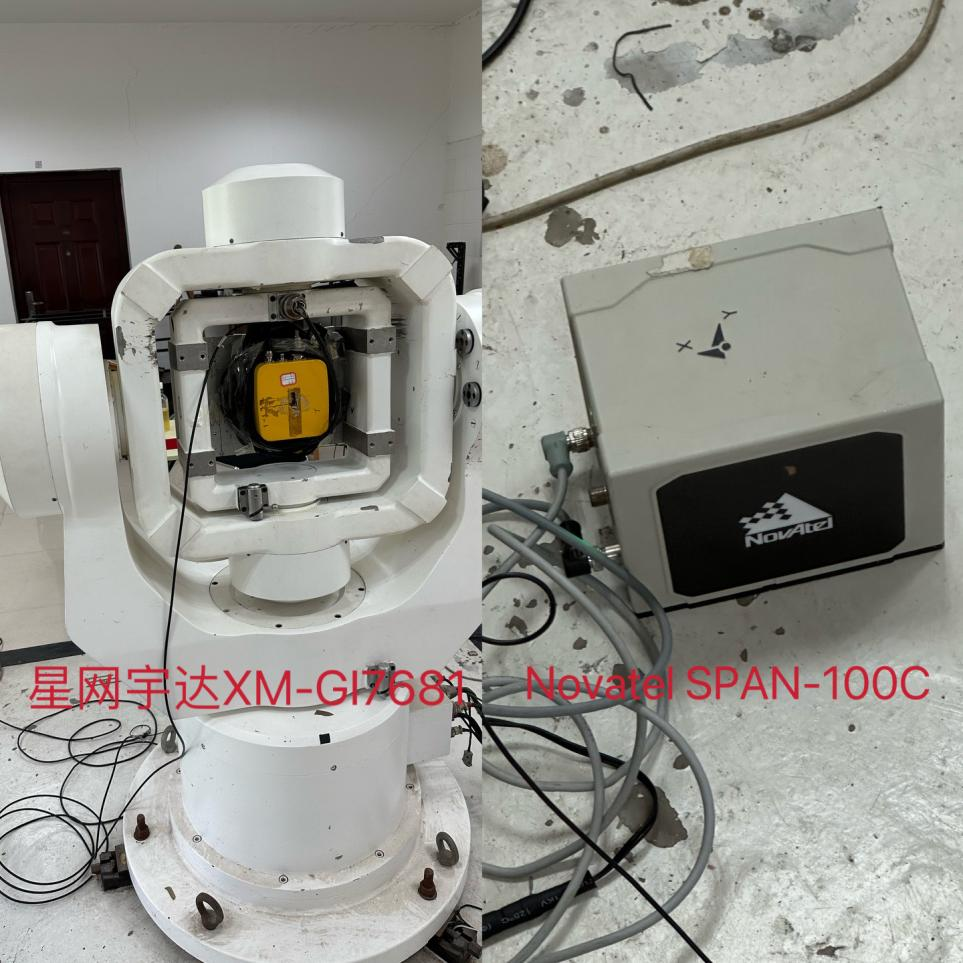 Y
X
NovAtel
星网宇达XM-GI7681
Novatel SPAN-100C